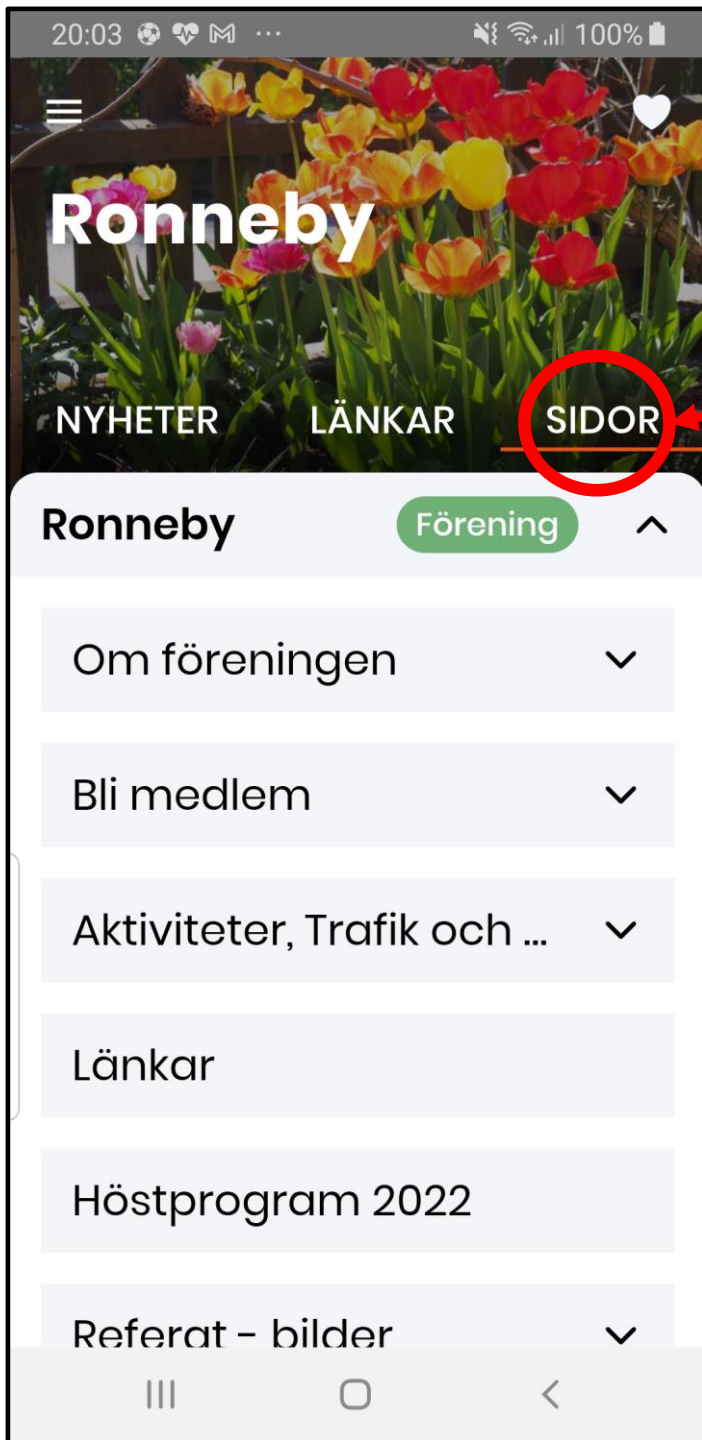 20:03 100%
Ronneby
NYHETER LÄNKAR SIDOR
Ronneby Förening
Om föreningen
Bli medlem
Aktiviteter, Trafik och ...
Länkar
Höstprogram 2022
Referat - bilder